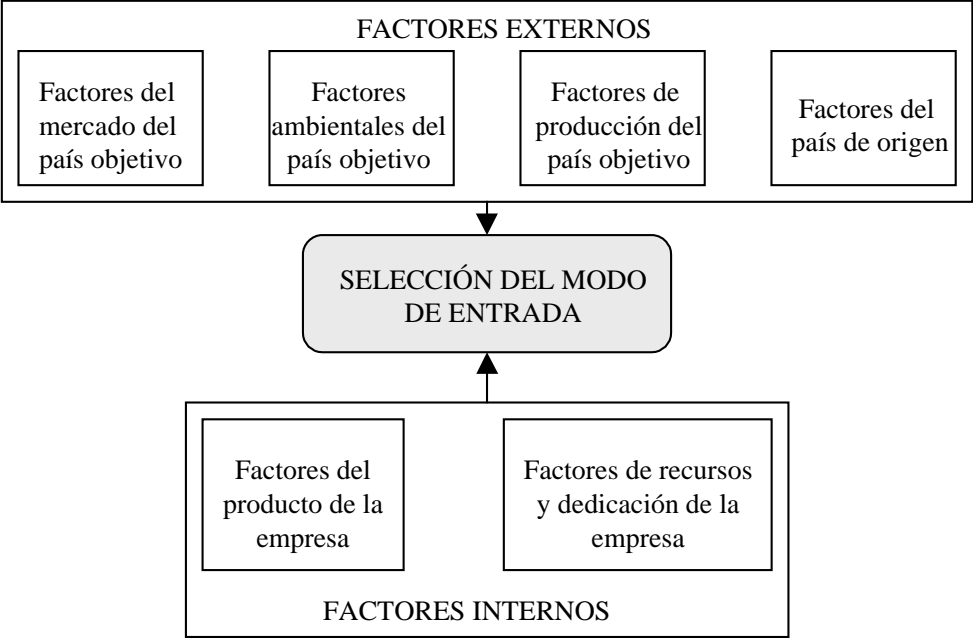 FACTORES EXTERNOS
Factores del
mercado del
país objetivo
Factores
ambientales del
país objetivo
Factores de
producción del
país objetivo
Factores del
país de origen
SELECCIÓN DEL MODO
DE ENTRADA
Factores del
producto de la
empresa
Factores de recursos
y dedicación de la
empresa
FACTORES INTERNOS